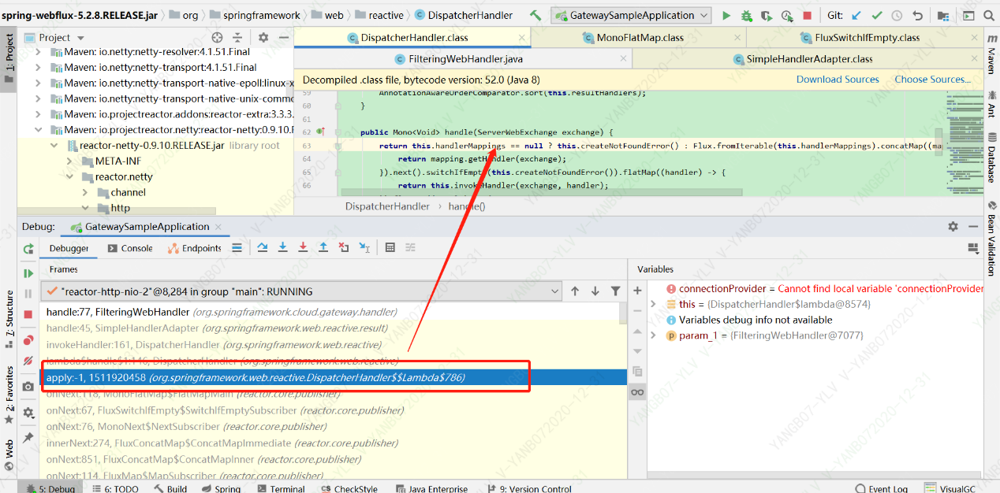 spring-webflux-5.2.8.RELEASE.jar org springframework web reactive DispatcherHandler GatewaySampleApplication Git:
Project
DispatcherHandler.class MonoFlatMap.class FluxSwitchIfEmpty.class
FilteringWebHandler.java SimpleHandlerAdapter.class
Decompiled .class file, bytecode version: 52.0 (Java 8) Download Sources Choose Sources...
1: Project
Maven: io.netty:netty-resolver:4.1.51.Final
Maven: io.netty:netty-transport:4.1.51.Final
Maven: io.netty:netty-transport-native-epoll:linux-x
Maven: io.netty:netty-transport-native-unix-commo
Maven: io.projectreactor.addons:reactor-extra:3.3.3.
Maven: io.projectreactor.netty:reactor-netty:0.9.10.F
reactor-netty-0.9.10.RELEASE.jar library root
META-INF
reactor.netty
channel
http
59 AnnotationAwareOrderComparator.sort(this.resultHandlers);
60 }
61
62 public Mono<Void> handle(ServerWebExchange exchange) {
63 return this.handlerMappings == null ? this.createNotFoundError() : Flux.fromIterable(this.handlerMappings).concatMap((ma
64 return mapping.getHandler(exchange);
65 }).next().switchIfEmpty(this.createNotFoundError()).flatMap((handler) -> {
66 return this.invokeHandler(exchange, handler);
DispatcherHandler › handle()
Maven
Ant
Database
Bean Validation
Debug: GatewaySampleApplication
Debugger Console Endpoints
Frames
"reactor-http-nio-2"@8,284 in group "main": RUNNING
handle:77, FilteringWebHandler (org.springframework.cloud.gateway.handler)
handle:45, SimpleHandlerAdapter (org.springframework.web.reactive.result)
invokeHandler:161, DispatcherHandler (org.springframework.web.reactive)
lambda$handle$1:146, DispatcherHandler (org.springframework.web.reactive)
apply:-1, 1511920458 (org.springframework.web.reactive.DispatcherHandler$$Lambda$786)
onNext:118, MonoFlatMap$FlatMapMain (reactor.core.publisher)
onNext:67, FluxSwitchIfEmpty$SwitchIfEmptySubscriber (reactor.core.publisher)
onNext:76, MonoNext$NextSubscriber (reactor.core.publisher)
innerNext:274, FluxConcatMap$ConcatMapImmediate (reactor.core.publisher)
onNext:851, FluxConcatMap$ConcatMapInner (reactor.core.publisher)
onNext:114, FluxMap$MapSubscriber (reactor.core.publisher)
Variables
connectionProvider = Cannot find local variable 'connectionProvider
this = {DispatcherHandler$lambda@8574}
Variables debug info not available
param_1 = {FilteringWebHandler@7077}
7: Structure
2: Favorites
Web
5: Debug 6: TODO Build Spring Terminal CheckStyle Java Enterprise 9: Version Control Event Log VisualGC